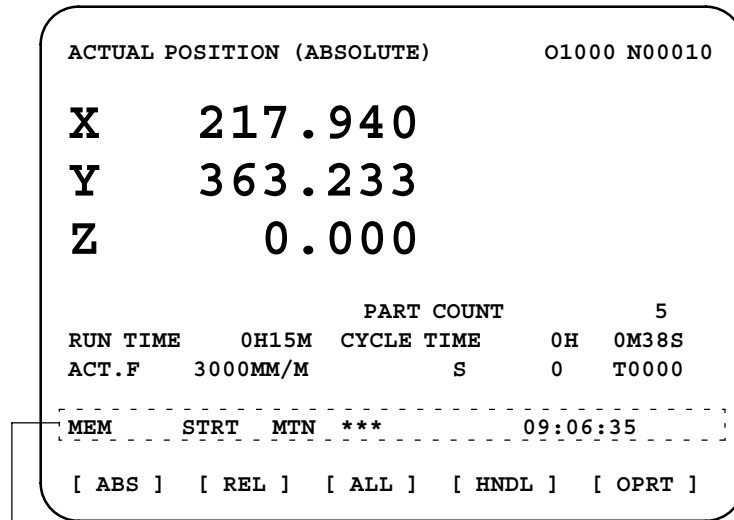 ACTUAL POSITION (ABSOLUTE) O1000 N00010
X 217.940
Y 363.233
Z 0.000
PART COUNT 5
RUN TIME 0H15M CYCLE TIME 0H 0M38S
ACT.F 3000MM/M S 0 T0000
MEM STRT MTN *** 09:06:35
[ ABS ] [ REL ] [ ALL ] [ HNDL ] [ OPRT ]